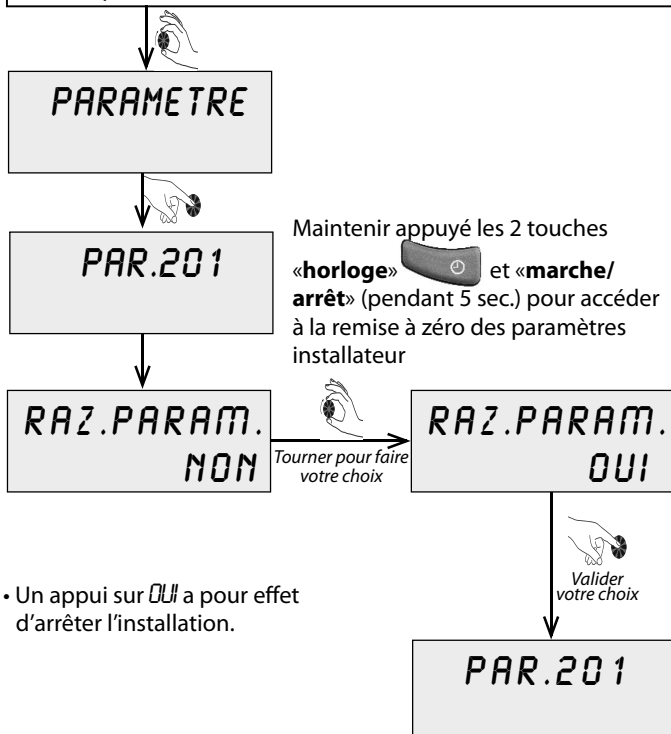 PARAMETRE
PAR.201
Maintenir appuyé les 2 touches
«horloge» et «marche/
arrêt» (pendant 5 sec.) pour accéder
à la remise à zéro des paramètres
installateur
RAZ.PARAM.
NON
Tourner pour faire
votre choix
RAZ.PARAM.
OUI
Valider
votre choix
• Un appui sur OUI a pour effet
d'arrêter l'installation.
PAR.201